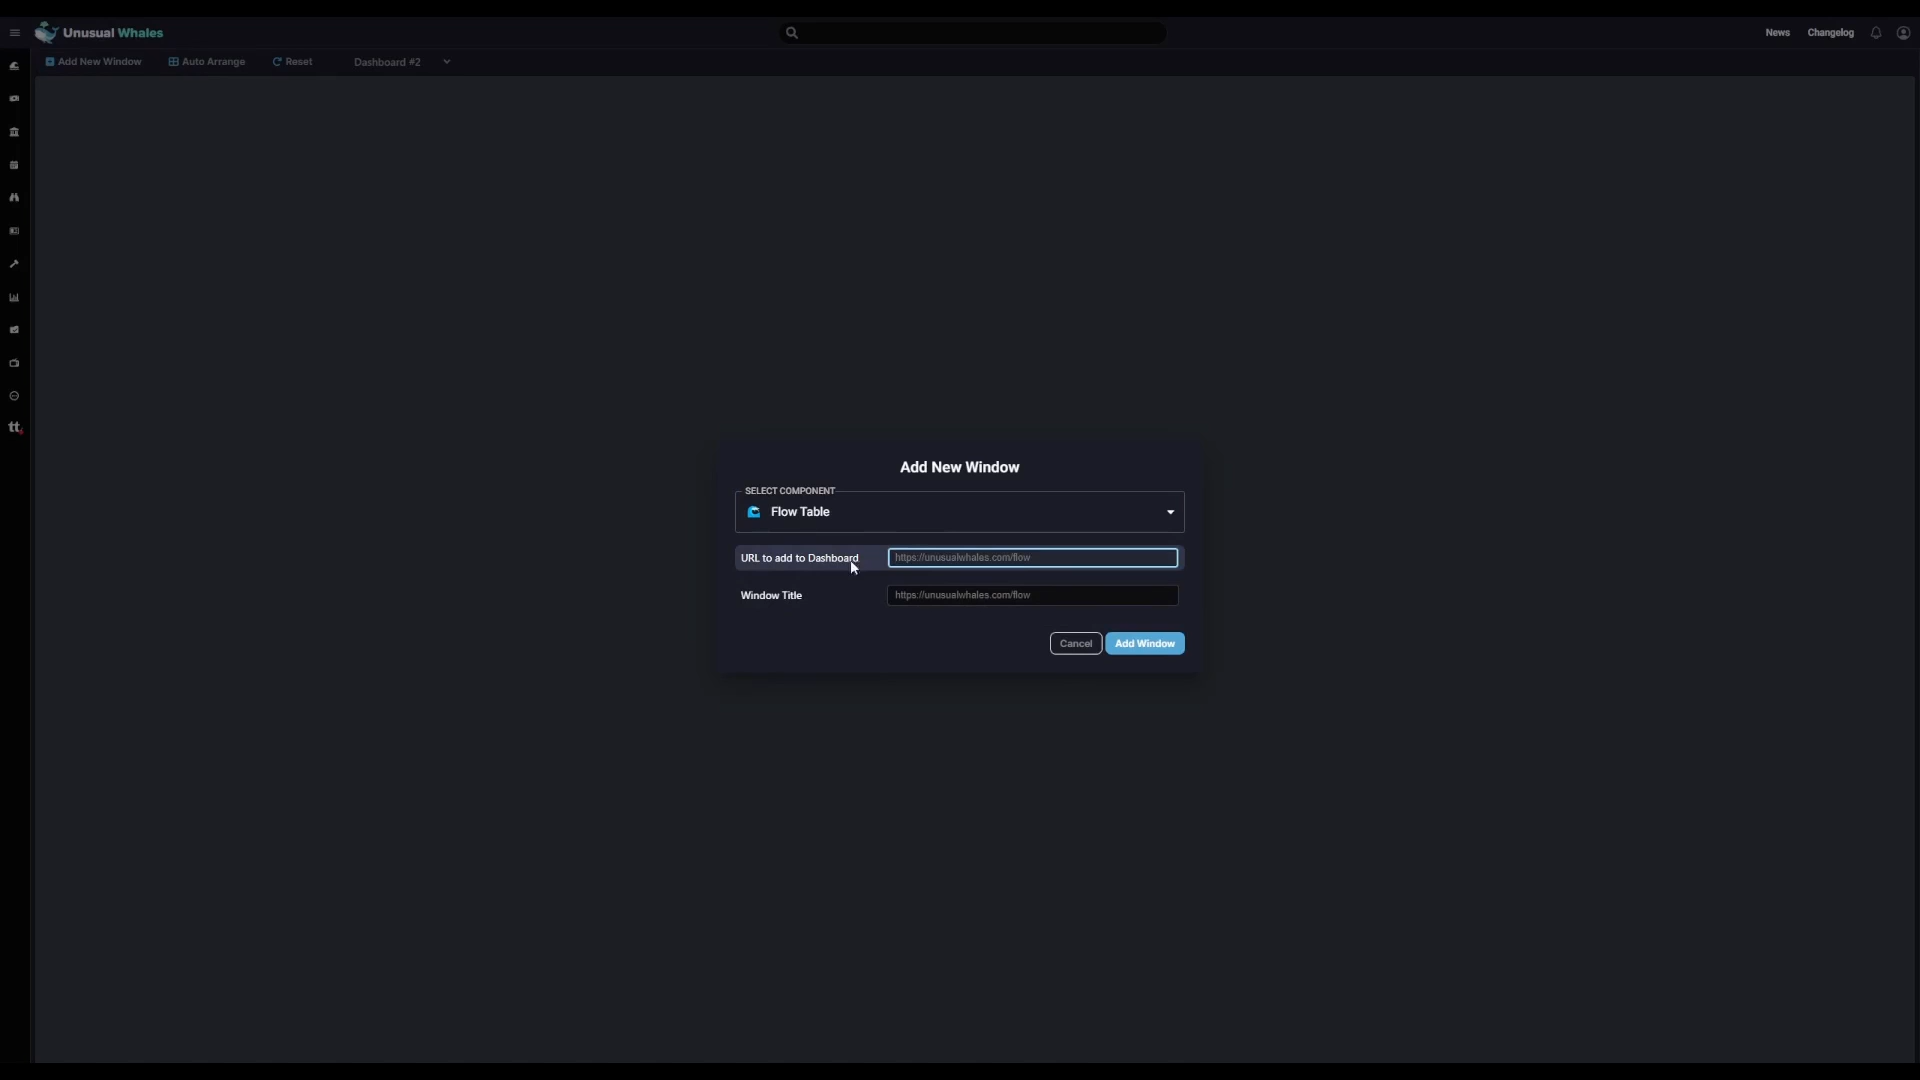 Unusual Whales
News
Changelog
Add New Window
Auto Arrange
Reset
Dashboard #2
tt
Add New Window
SELECT COMPONENT
Flow Table
URL to add to Dashboard
https://unusualwhales.com/flow
Window Title
https://unusualwhales.com/flow
Cancel
Add Window